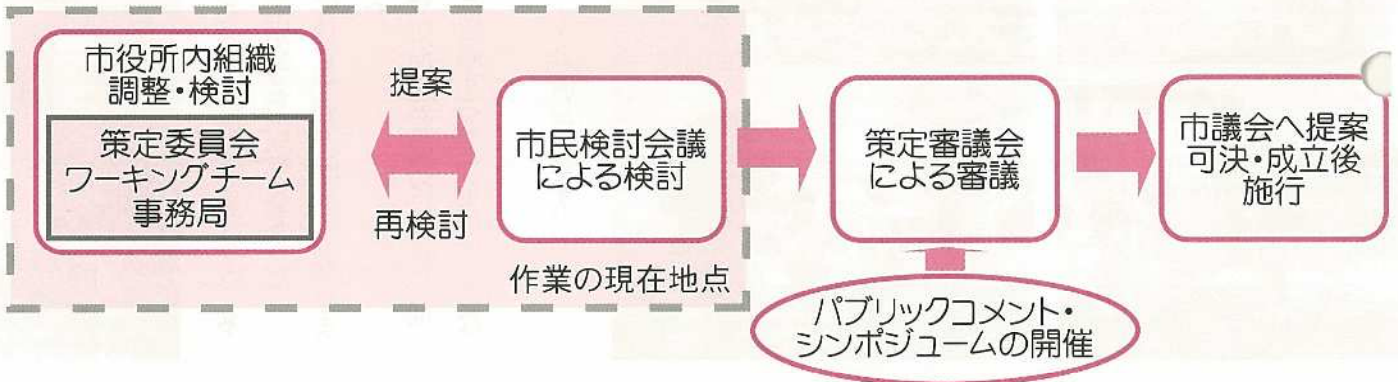 市役所内組織
調整・検討
策定委員会
ワーキングチーム
事務局
提案
再検討
市民検討会議
による検討
作業の現在地点
策定審議会
による審議
パブリックコメント・
シンポジュームの開催
市議会へ提案
可決・成立後
施行